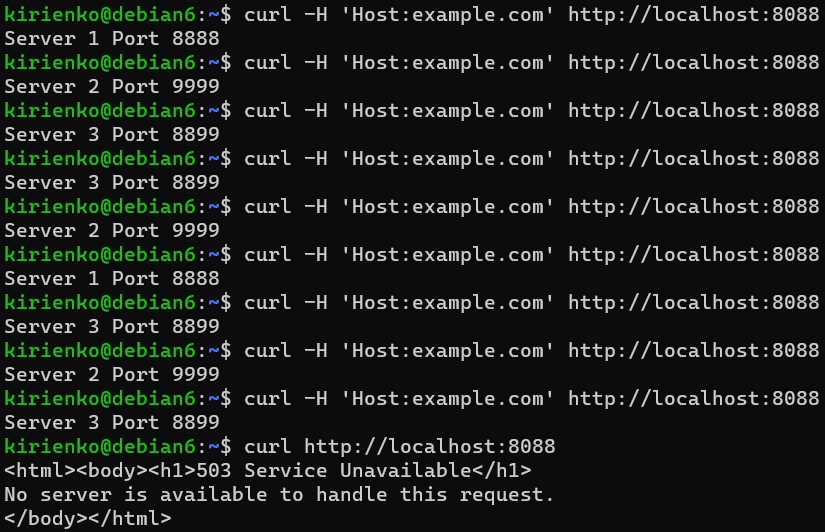 kirienko@debian6:~$ curl -H 'Host:example.com' http://localhost:8088
Server 1 Port 8888
kirienko@debian6:~$ curl -H 'Host:example.com' http://localhost:8088
Server 2 Port 9999
kirienko@debian6:~$ curl -H 'Host:example.com' http://localhost:8088
Server 3 Port 8899
kirienko@debian6:~$ curl -H 'Host:example.com' http://localhost:8088
Server 3 Port 8899
kirienko@debian6:~$ curl -H 'Host:example.com' http://localhost:8088
Server 2 Port 9999
kirienko@debian6:~$ curl -H 'Host:example.com' http://localhost:8088
Server 1 Port 8888
kirienko@debian6:~$ curl -H 'Host:example.com' http://localhost:8088
Server 3 Port 8899
kirienko@debian6:~$ curl -H 'Host:example.com' http://localhost:8088
Server 2 Port 9999
kirienko@debian6:~$ curl -H 'Host:example.com' http://localhost:8088
Server 3 Port 8899
kirienko@debian6:~$ curl http://localhost:8088
<html><body><h1>503 Service Unavailable</h1>
No server is available to handle this request.
</body></html>